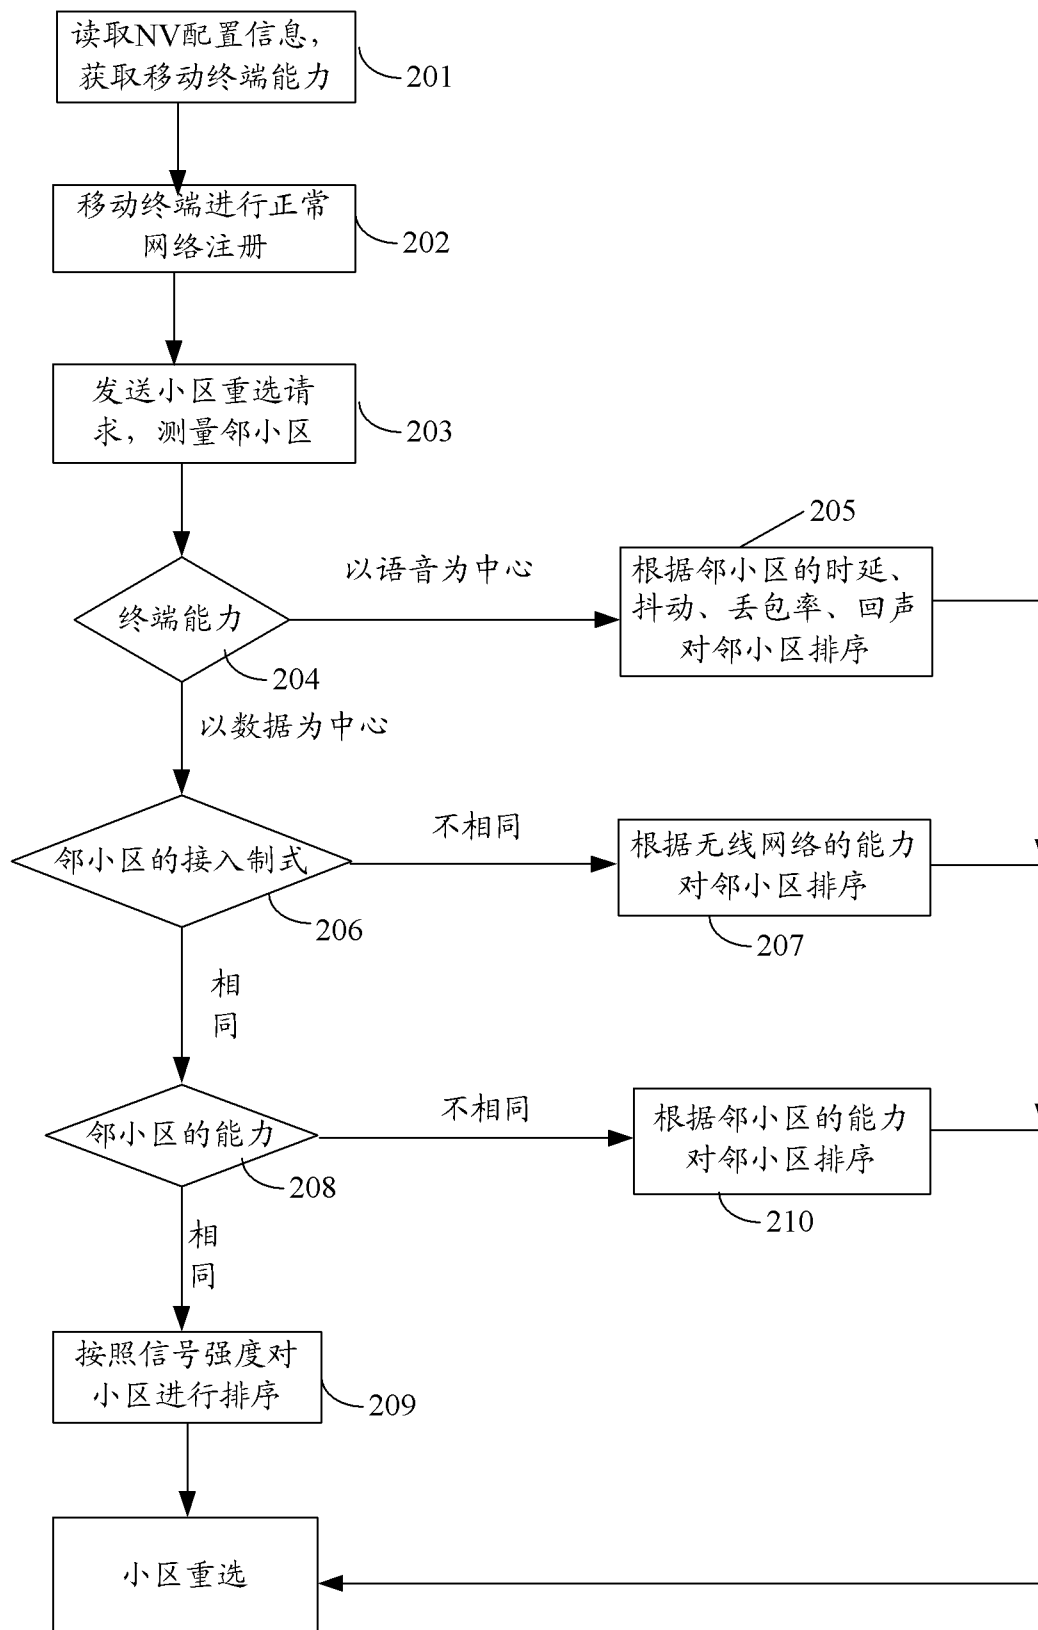 读取NV配置信息，
获取移动终端能力
201
移动终端进行正常
网络注册
202
发送小区重选请
求，测量邻小区
203
终端能力
204
以语音为中心
205
根据邻小区的时延、
抖动、丢包率、回声
对邻小区排序
以数据为中心
邻小区的接入制式
206
不相同
根据无线网络的能力
对邻小区排序
207
相
同
邻小区的能力
208
不相同
根据邻小区的能力
对邻小区排序
210
相
同
按照信号强度对
小区进行排序
209
小区重选